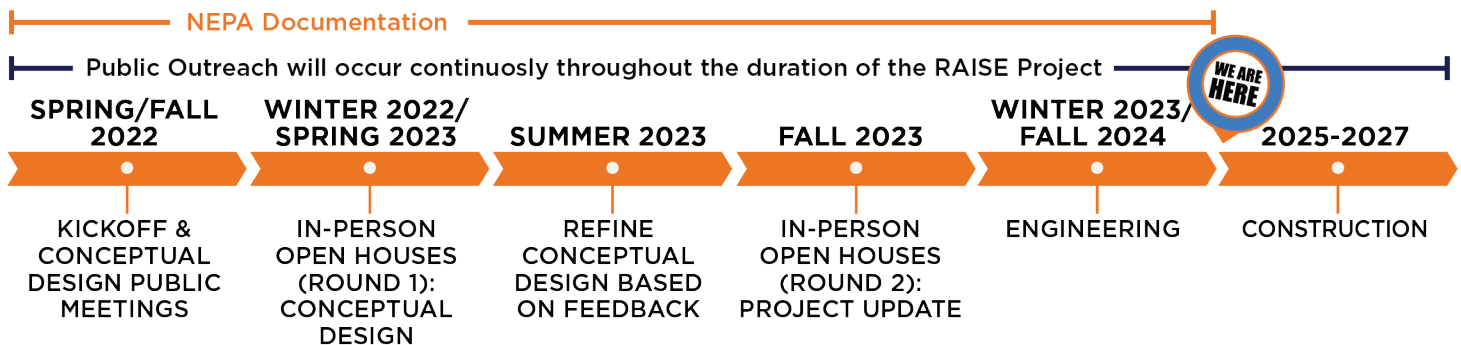 NEPA Documentation
Public Outreach will occur continuosly throughout the duration of the RAISE Project
WE ARE
HERE
SPRING/FALL
2022
WINTER 2022/
SPRING 2023
SUMMER 2023
FALL 2023
WINTER 2023/
FALL 2024
2025-2027
KICKOFF &
CONCEPTUAL
DESIGN PUBLIC
MEETINGS
IN-PERSON
OPEN HOUSES
(ROUND 1):
CONCEPTUAL
DESIGN
REFINE
CONCEPTUAL
DESIGN BASED
ON FEEDBACK
IN-PERSON
OPEN HOUSES
(ROUND 2):
PROJECT UPDATE
ENGINEERING
CONSTRUCTION